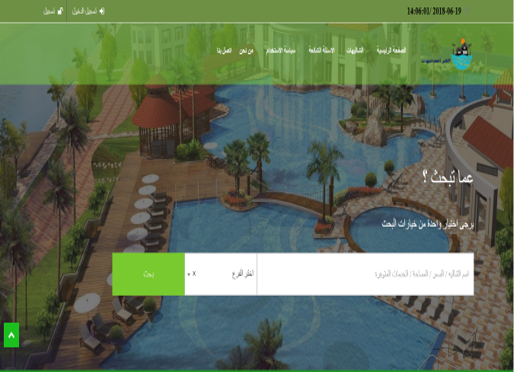 14:06:01/ 2018-06-19
تسجيل الدخول
تسجيل
الصفحة الرئيسية
الشاليهات
الاسئلة الشائعة
سياسة الاستخدام
من نحن
اتصل بنا
عما تبحث ؟
يرجى اختيار واحدة من خيارات البحث
اسم الشاليه / السعر / المساحة / الخدمات المتوفرة
اختر الفرع
x
بحث